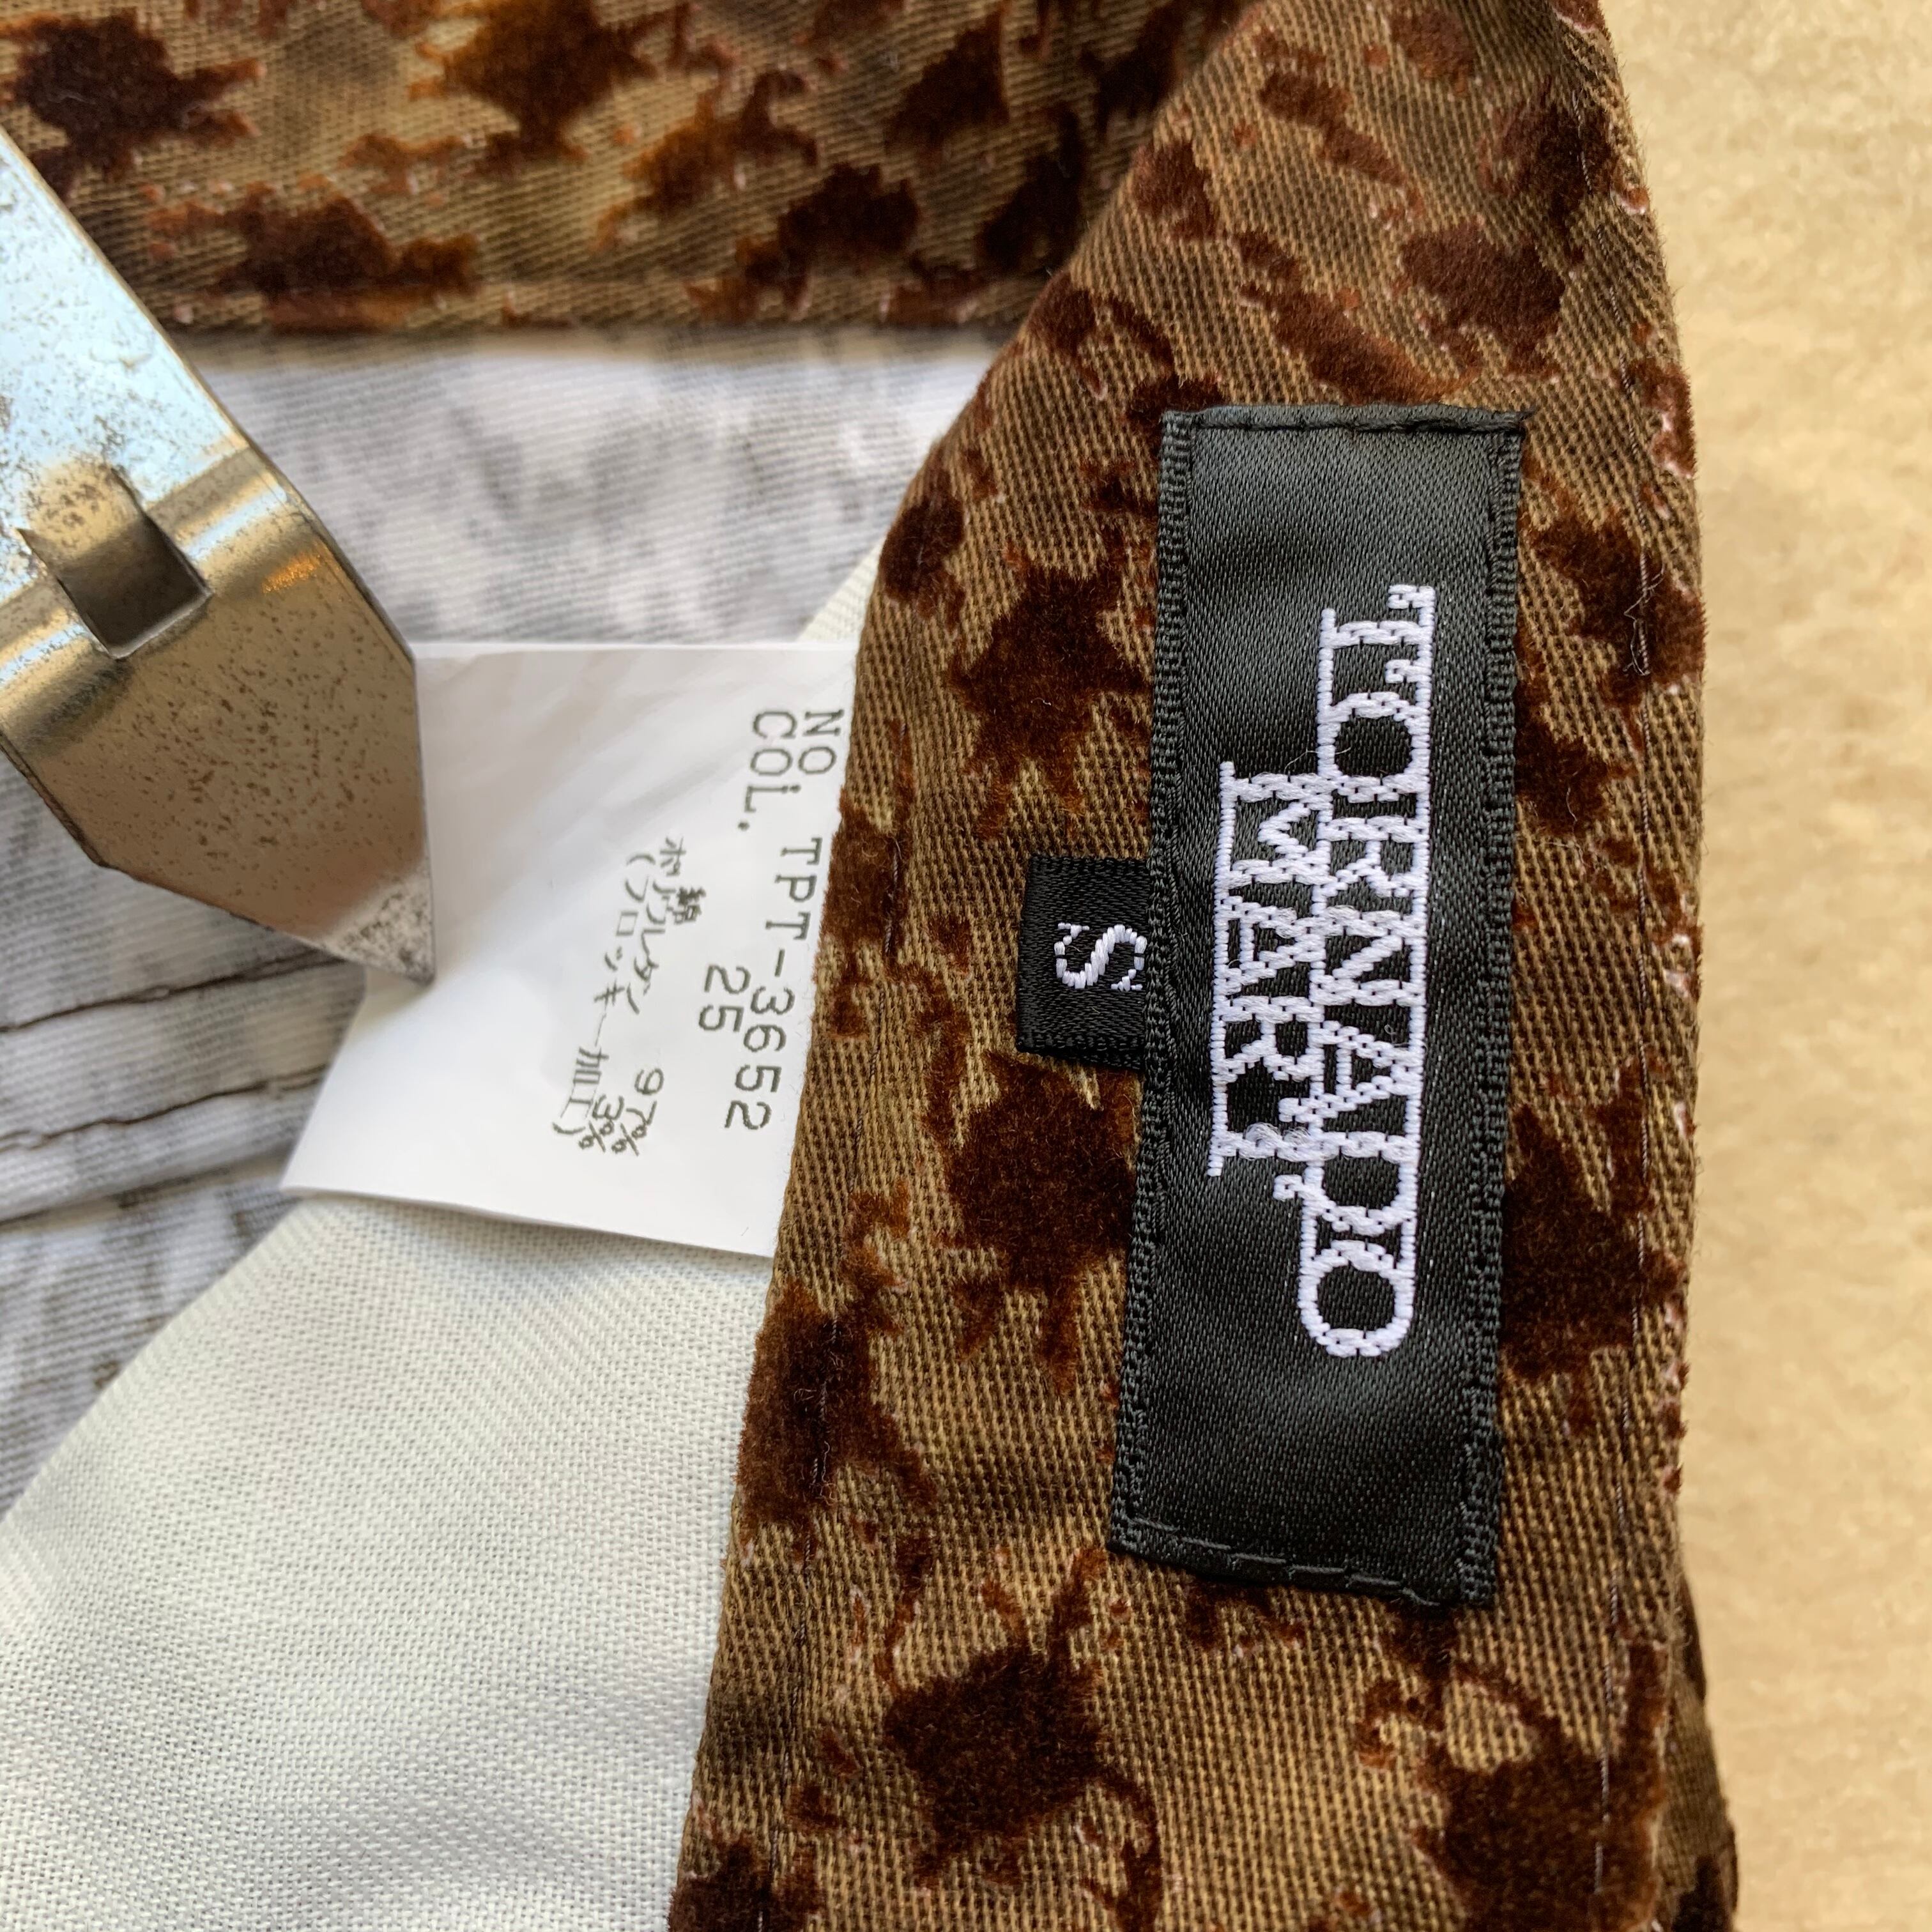 TORNADO
MART
S
NO TPT-3652
COL. 25
綿 97%
ポリウレタン 3%
(フロッキー加工)